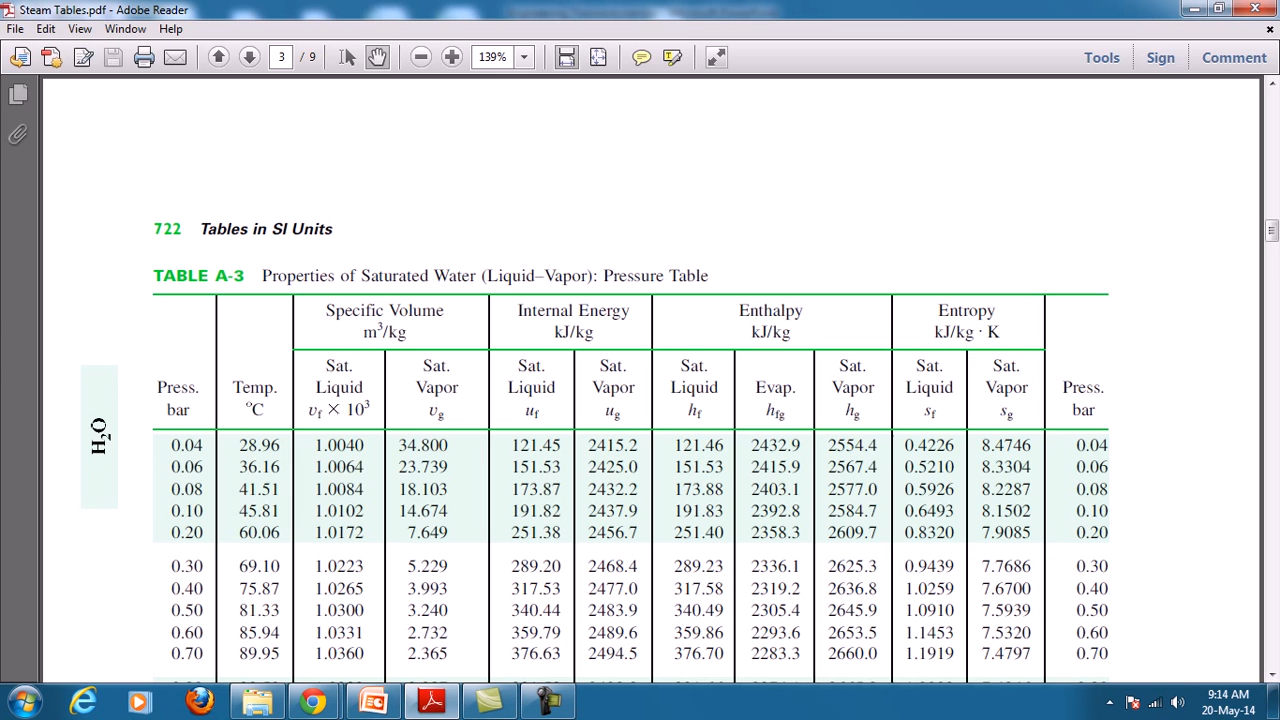 Steam Tables.pdf - Adobe Reader
File Edit View Window Help
3 / 9 139% Tools Sign Comment
722 Tables in SI Units
TABLE A-3 Properties of Saturated Water (Liquid–Vapor): Pressure Table
Specific Volume Internal Energy Enthalpy Entropy
m³/kg kJ/kg kJ/kg kJ/kg · K
Sat. Sat. Sat. Sat. Sat. Sat. Sat. Sat.
Press. Temp. Liquid Vapor Liquid Vapor Liquid Evap. Vapor Liquid Vapor Press.
bar °C vf × 10³ vg uf ug hf hfg hg sf sg bar
H₂O
0.04 28.96 1.0040 34.800 121.45 2415.2 121.46 2432.9 2554.4 0.4226 8.4746 0.04
0.06 36.16 1.0064 23.739 151.53 2425.0 151.53 2415.9 2567.4 0.5210 8.3304 0.06
0.08 41.51 1.0084 18.103 173.87 2432.2 173.88 2403.1 2577.0 0.5926 8.2287 0.08
0.10 45.81 1.0102 14.674 191.82 2437.9 191.83 2392.8 2584.7 0.6493 8.1502 0.10
0.20 60.06 1.0172 7.649 251.38 2456.7 251.40 2358.3 2609.7 0.8320 7.9085 0.20
0.30 69.10 1.0223 5.229 289.20 2468.4 289.23 2336.1 2625.3 0.9439 7.7686 0.30
0.40 75.87 1.0265 3.993 317.53 2477.0 317.58 2319.2 2636.8 1.0259 7.6700 0.40
0.50 81.33 1.0300 3.240 340.44 2483.9 340.49 2305.4 2645.9 1.0910 7.5939 0.50
0.60 85.94 1.0331 2.732 359.79 2489.6 359.86 2293.6 2653.5 1.1453 7.5320 0.60
0.70 89.95 1.0360 2.365 376.63 2494.5 376.70 2283.3 2660.0 1.1919 7.4797 0.70
9:14 AM
20-May-14